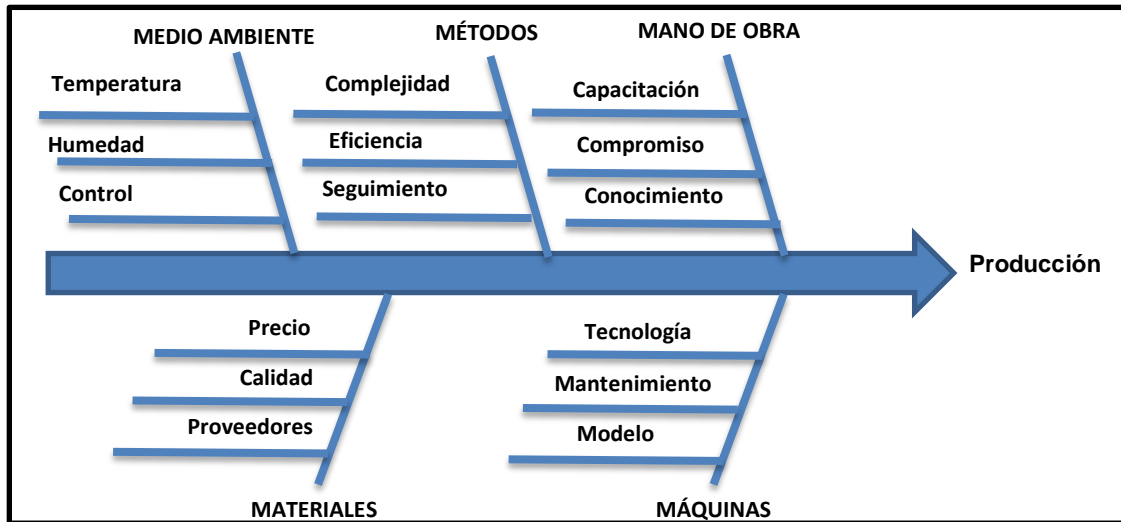 MEDIO AMBIENTE
MÉTODOS
MANO DE OBRA
Temperatura
Humedad
Control
Complejidad
Eficiencia
Seguimiento
Capacitación
Compromiso
Conocimiento
Producción
Precio
Calidad
Proveedores
Tecnología
Mantenimiento
Modelo
MATERIALES
MÁQUINAS